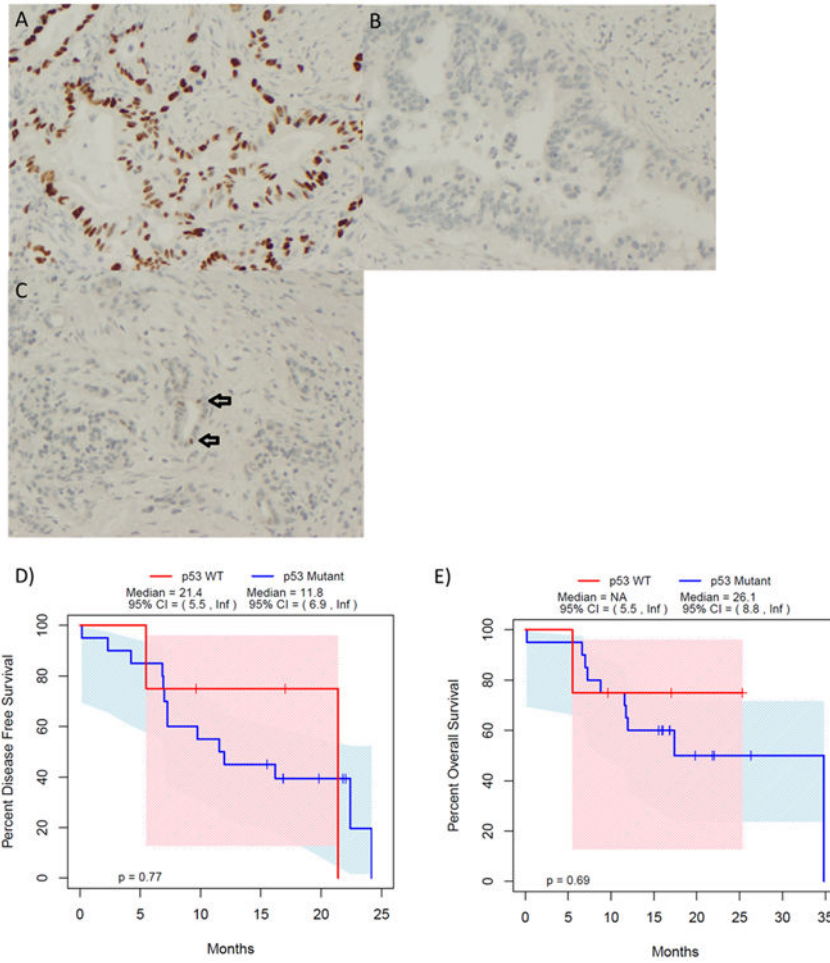 A
B
C
D)
p53 WT p53 Mutant
Median = 21.4 Median = 11.8
95% CI = ( 5.5 , Inf ) 95% CI = ( 6.9 , Inf )
Percent Disease Free Survival
100
80
60
40
20
0
p = 0.77
0 5 10 15 20 25
Months
E)
p53 WT p53 Mutant
Median = NA Median = 26.1
95% CI = ( 5.5 , Inf ) 95% CI = ( 8.8 , Inf )
Percent Overall Survival
100
80
60
40
20
0
p = 0.69
0 5 10 15 20 25 30 35
Months